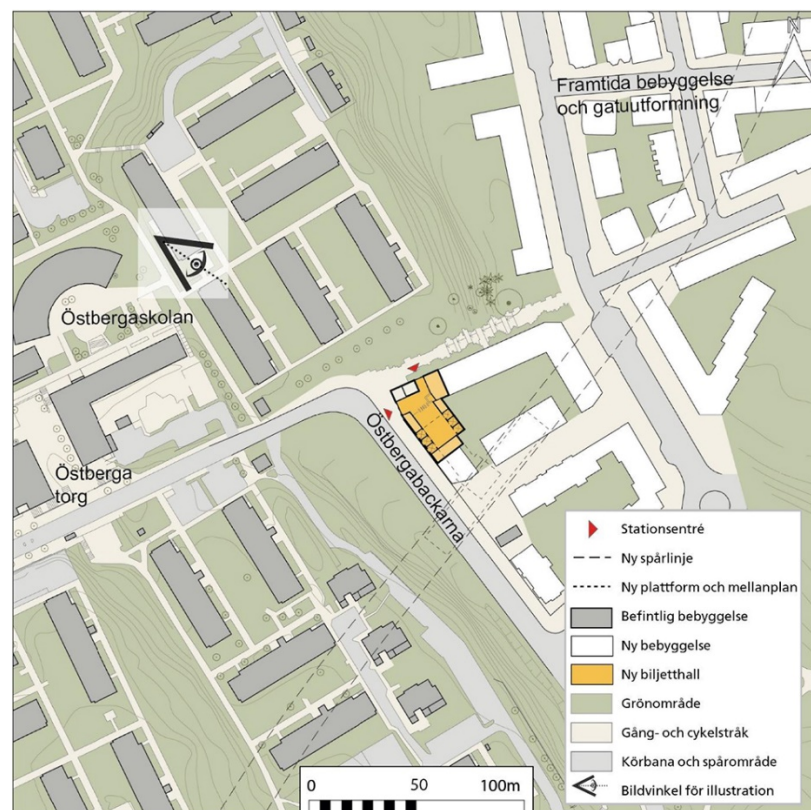 N
Framtida bebyggelse
och gatuutformning
Östbergaskolan
Östberga
torg
Östbergabackarna
Stationsentré
Ny spårlinje
Ny plattform och mellanplan
Befintlig bebyggelse
Ny bebyggelse
Ny biljetthall
Grönområde
Gång- och cykelstråk
Körbana och spårområde
Bildvinkel för illustration
0 50 100m